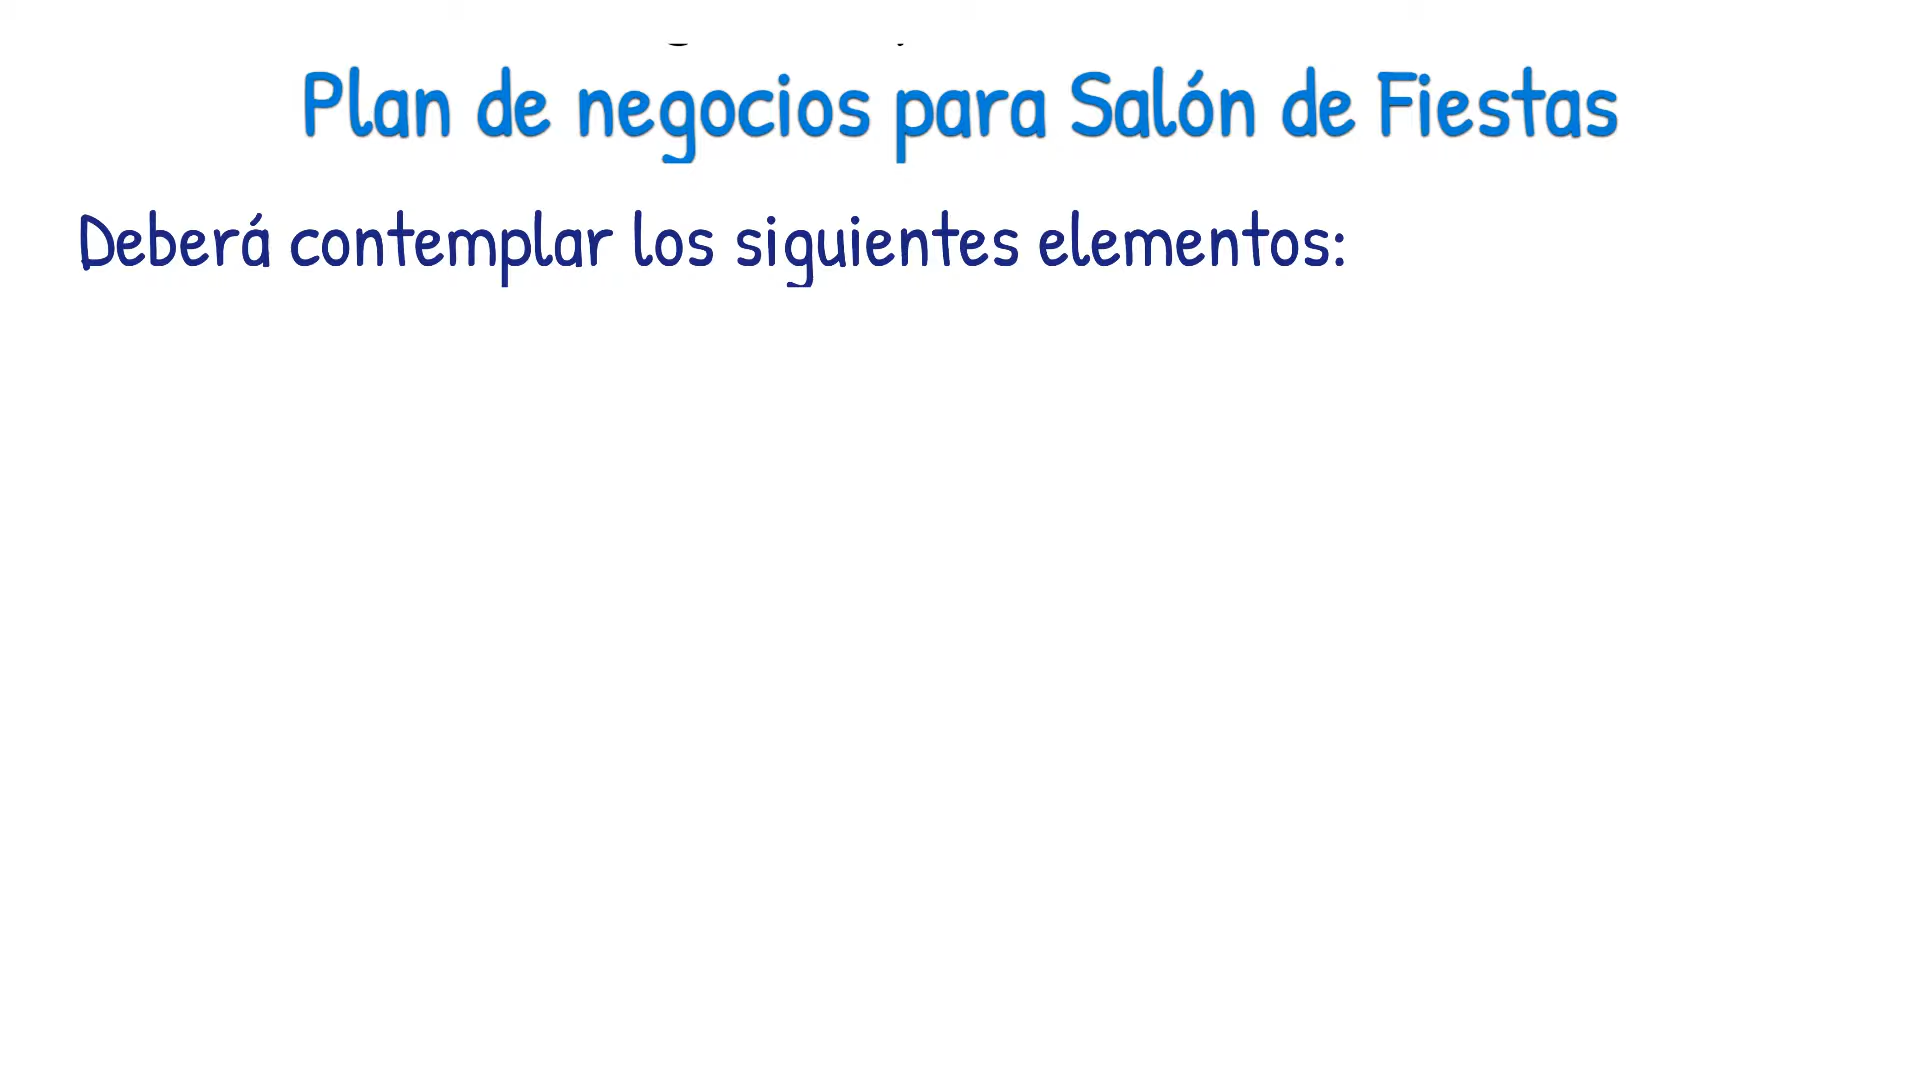 Plan de negocios para Salón de Fiestas
Deberá contemplar los siguientes elementos: